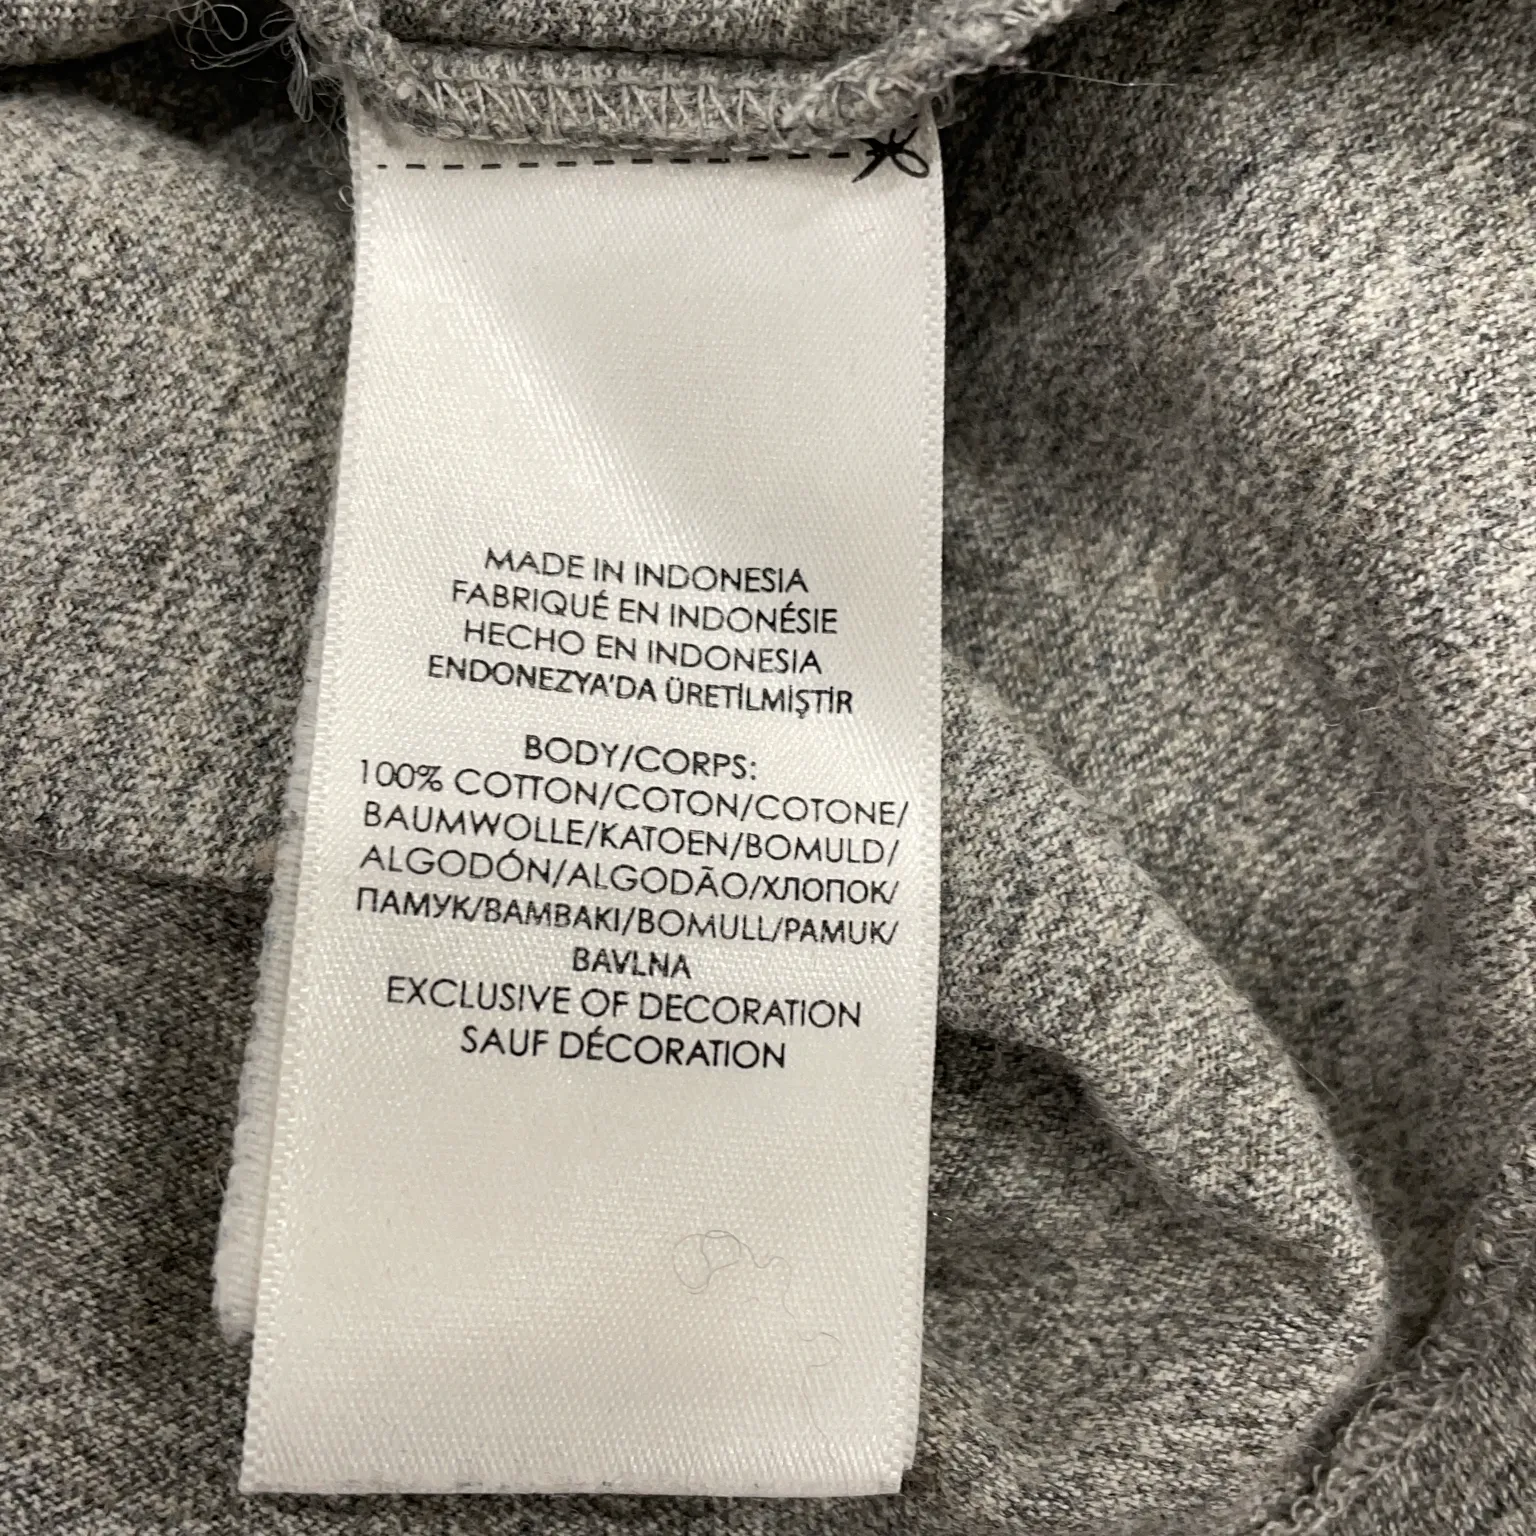 MADE IN INDONESIA
FABRIQUÉ EN INDONÉSIE
HECHO EN INDONESIA
ENDONEZYA'DA ÜRETİLMİŞTİR
BODY/CORPS:
100% COTTON/COTON/COTONE/
BAUMWOLLE/KATOEN/BOMULD/
ALGODÓN/ALGODÃO/ХЛОПОК/
ПАМУК/BAMBAKI/BOMULL/PAMUK/
BAVLNA
EXCLUSIVE OF DECORATION
SAUF DÉCORATION